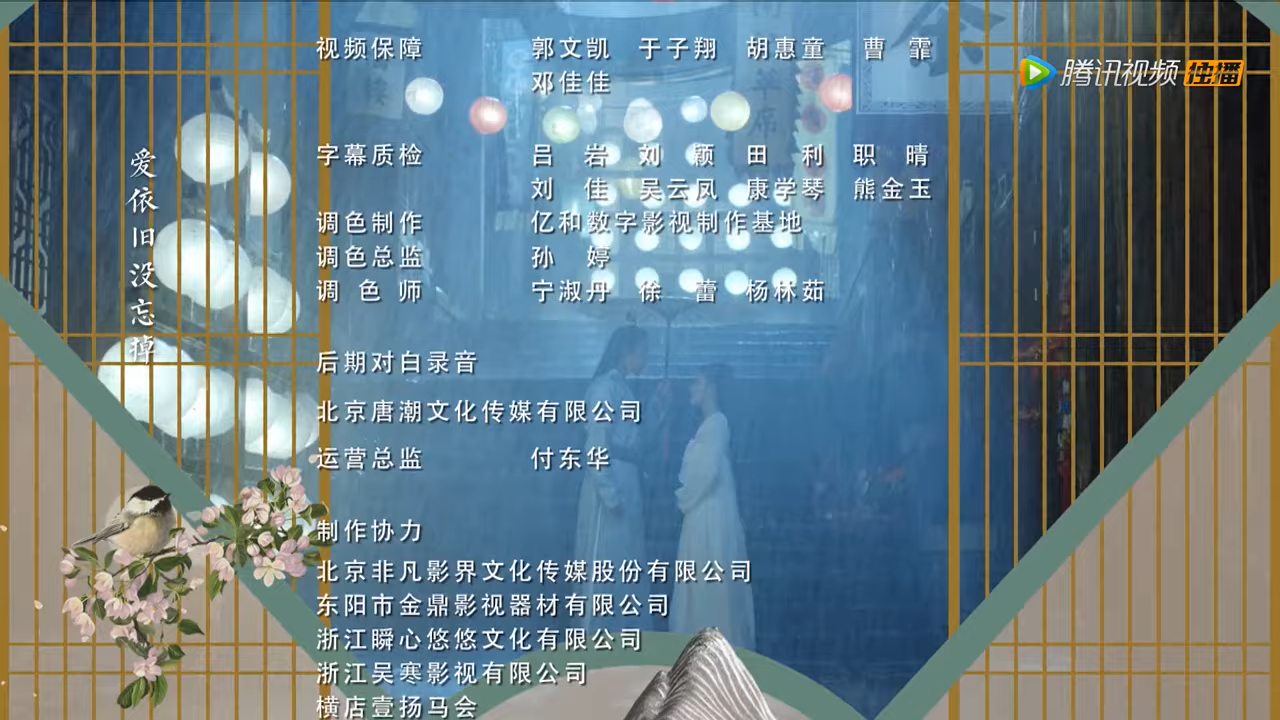 视频保障 郭文凯 于子翔 胡惠童 曹霏
邓佳佳
字幕质检 吕岩 刘颖 田利 职晴
刘佳 吴云凤 康学琴 熊金玉
调色制作 亿和数字影视制作基地
调色总监 孙婷
调色师 宁淑丹 徐蕾 杨林茹
后期对白录音
北京唐潮文化传媒有限公司
运营总监 付东华
制作协力
北京非凡影界文化传媒股份有限公司
东阳市金鼎影视器材有限公司
浙江瞬心悠悠文化有限公司
浙江吴寒影视有限公司
横店壹扬马会
爱依旧没忘掉
腾讯视频 独播